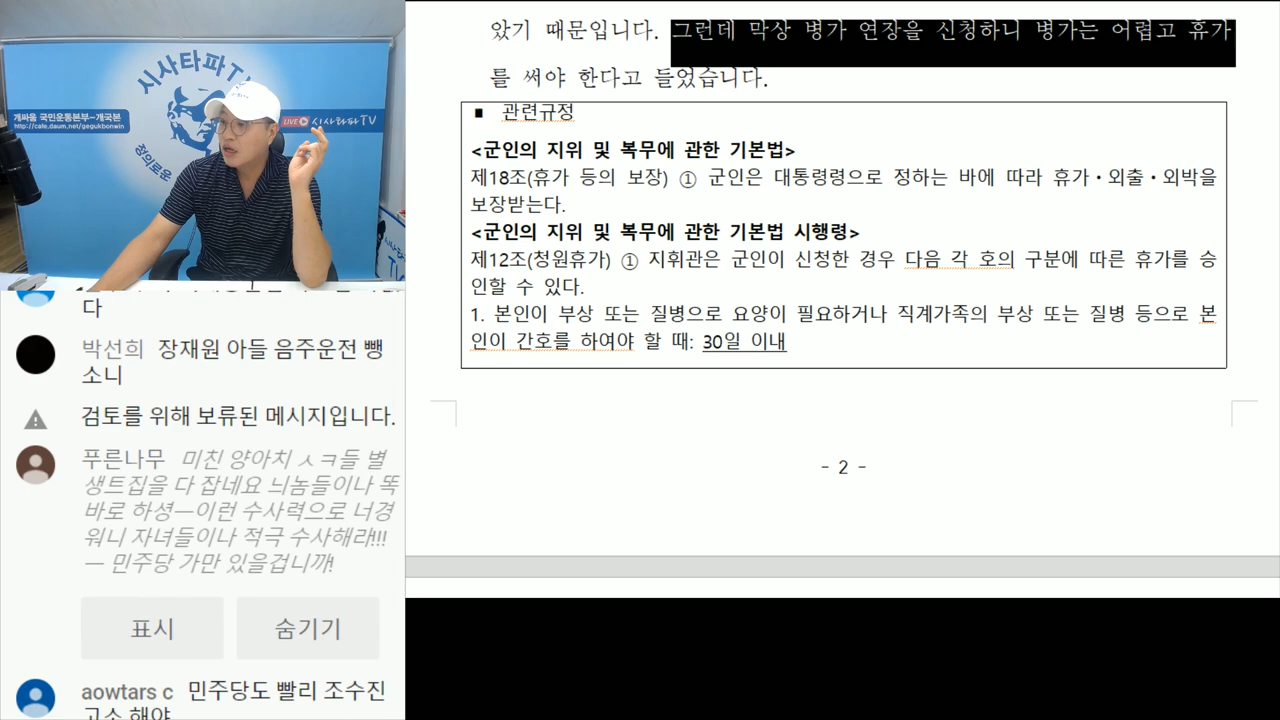 시사타파TV
개싸움 국민운동본부-개국본
http://cafe.daum.net/gegukbonwin
LIVE 시사타파TV
정의로운
다
박선희 장재원 아들 음주운전 뺑
소니
검토를 위해 보류된 메시지입니다.
푸른나무 미친 양아치 ㅅㅋ들 별
생트집을 다 잡네요 늬놈들이나 똑
바로 하셩—이런 수사력으로 너경
워니 자녀들이나 적극 수사해라!!!
— 민주당 가만 있을겁니까!
표시 숨기기
aowtars c 민주당도 빨리 조수진
고소 해야
았기 때문입니다. 그런데 막상 병가 연장을 신청하니 병가는 어렵고 휴가
를 써야 한다고 들었습니다.
■ 관련규정
<군인의 지위 및 복무에 관한 기본법>
제18조(휴가 등의 보장) ① 군인은 대통령령으로 정하는 바에 따라 휴가·외출·외박을
보장받는다.
<군인의 지위 및 복무에 관한 기본법 시행령>
제12조(청원휴가) ① 지휘관은 군인이 신청한 경우 다음 각 호의 구분에 따른 휴가를 승
인할 수 있다.
1. 본인이 부상 또는 질병으로 요양이 필요하거나 직계가족의 부상 또는 질병 등으로 본
인이 간호를 하여야 할 때: 30일 이내
- 2 -